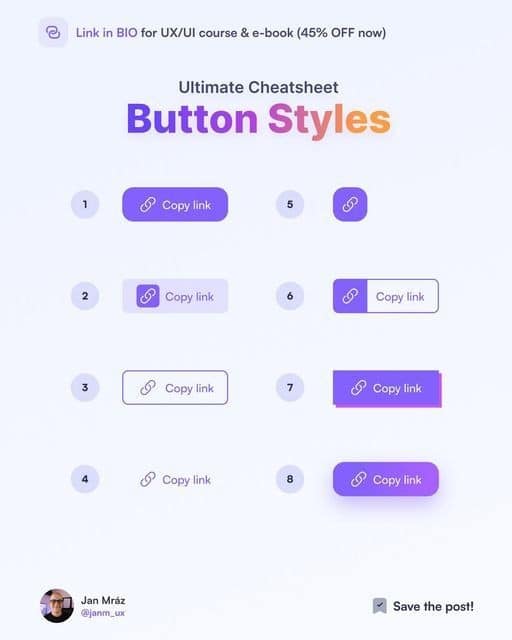 Link in BIO for UX/UI course & e-book (45% OFF now)
Ultimate Cheatsheet
Button Styles
1
Copy link
5
2
Copy link
6
Copy link
3
Copy link
7
Copy link
4
Copy link
8
Copy link
Jan Mráz
@janm_ux
Save the post!